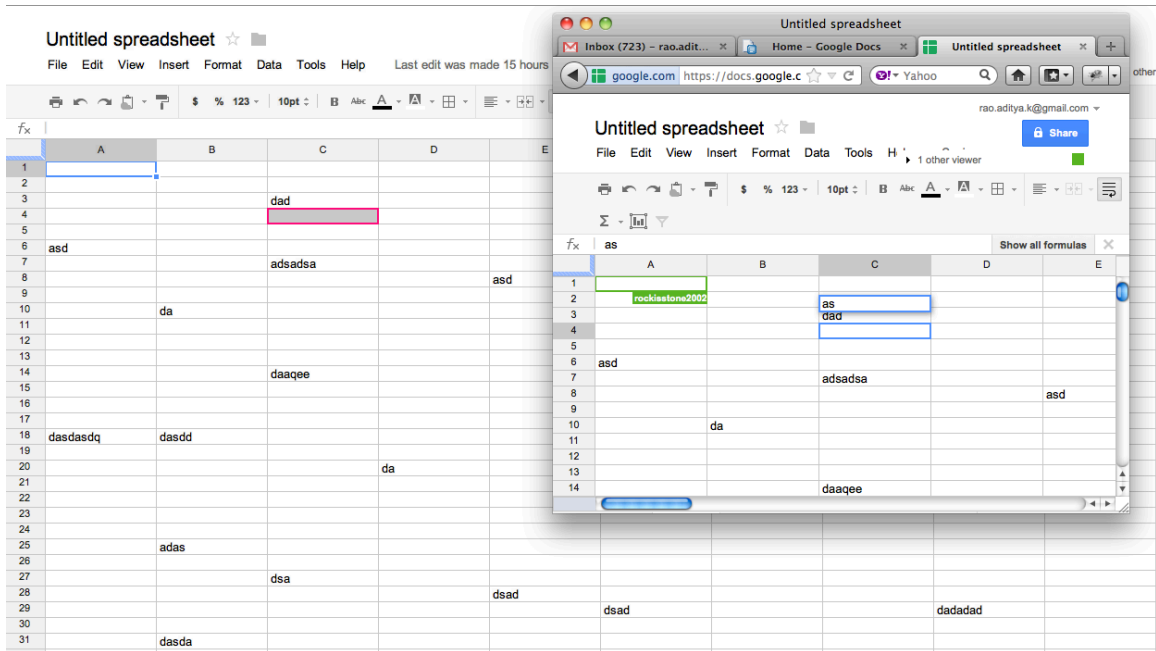 Untitled spreadsheet
File Edit View Insert Format Data Tools Help Last edit was made 15 hours
$ % 123 10pt B Abc A A
fx
A B C D E
1
2
3 dad
4
5
6 asd
7 adsadsa
8 asd
9
10 da
11
12
13
14 daaqee
15
16
17
18 dasdasdq dasdd
19
20 da
21
22
23
24
25 adas
26
27 dsa
28 dsad
29 dsad dadadad
30
31 dasda
Untitled spreadsheet
Inbox (723) – rao.adit... × Home – Google Docs × Untitled spreadsheet × +
google.com https://docs.google.c Y! Yahoo
other
rao.aditya.k@gmail.com
Untitled spreadsheet
Share
File Edit View Insert Format Data Tools 1 other viewer
$ % 123 10pt B Abc A A
Σ
fx as Show all formulas
A B C D E
1
2 rockisstone2002 as
3 dad
4
5
6 asd
7 adsadsa
8 asd
9
10 da
11
12
13
14 daaqee